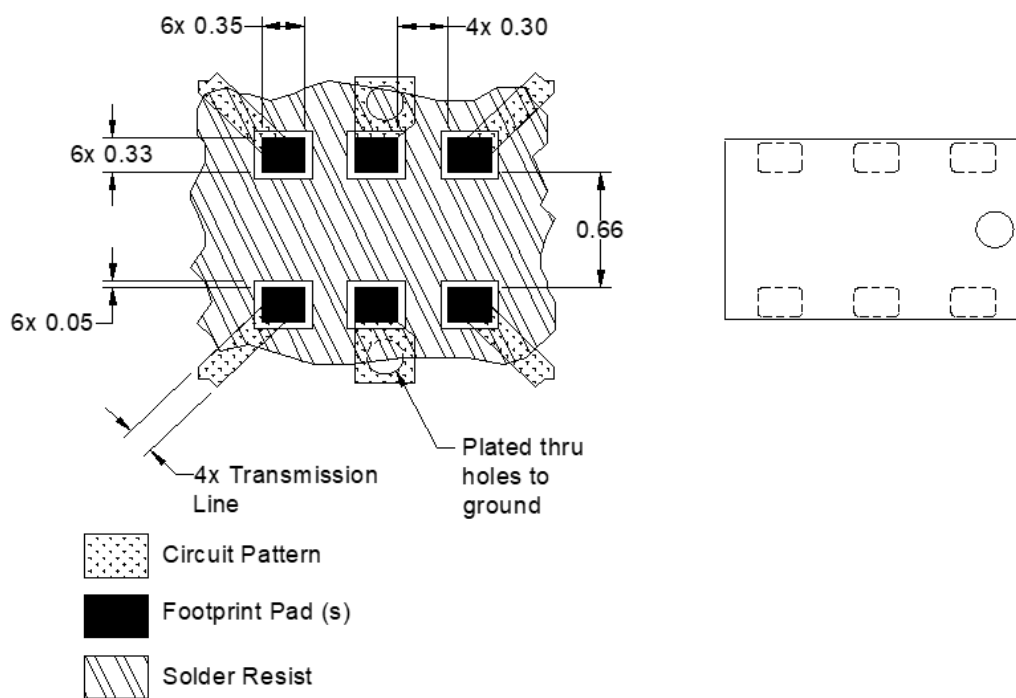 6x 0.35
4x 0.30
6x 0.33
0.66
6x 0.05
4x Transmission
Line
Plated thru
holes to
ground
Circuit Pattern
Footprint Pad (s)
Solder Resist